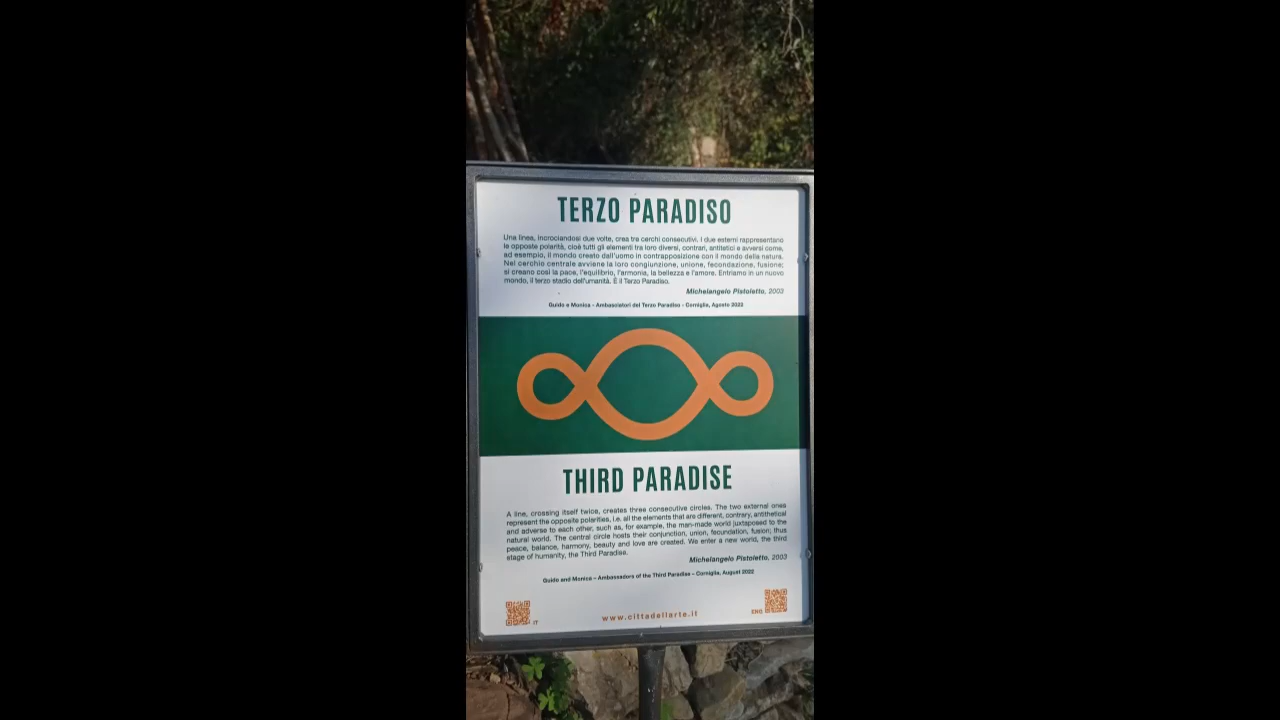 TERZO PARADISO
Una linea, incrociandosi due volte, crea tre cerchi consecutivi. I due esterni rappresentano
le opposte polarità, cioè tutti gli elementi tra loro diversi, contrari, antitetici e avversi come,
ad esempio, il mondo creato dall'uomo in contrapposizione con il mondo della natura.
Nel cerchio centrale avviene la loro congiunzione, unione, fecondazione, fusione;
si creano così la pace, l'equilibrio, l'armonia, la bellezza e l'amore. Entriamo in un nuovo
mondo, il terzo stadio dell'umanità. È il Terzo Paradiso.
Michelangelo Pistoletto, 2003
Guido e Monica - Ambasciatori del Terzo Paradiso - Corniglia, Agosto 2022
THIRD PARADISE
A line, crossing itself twice, creates three consecutive circles. The two external ones
represent the opposite polarities, i.e. all the elements that are different, contrary, antithetical
and adverse to each other, such as, for example, the man-made world juxtaposed to the
natural world. The central circle hosts their conjunction, union, fecundation, fusion; thus
peace, balance, harmony, beauty and love are created. We enter a new world, the third
stage of humanity, the Third Paradise.
Michelangelo Pistoletto, 2003
Guido and Monica - Ambassadors of the Third Paradise - Corniglia, August 2022
IT
www.cittadellarte.it
ENG